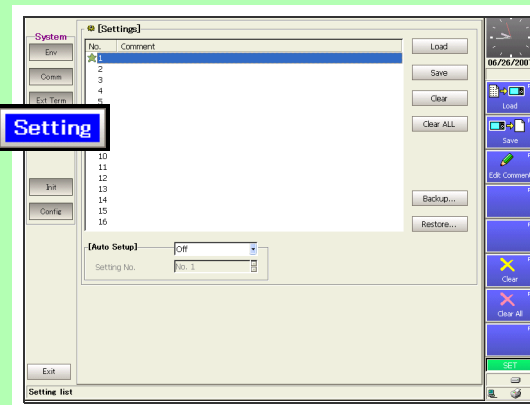 System
Env
Comm
Ext Term
Setting
Init
Config
Exit
Setting list
[Settings]
No. Comment
1
2
3
4
5
10
11
12
13
14
15
16
Load
Save
Clear
Clear ALL
Backup...
Restore...
[Auto Setup]
Off
Setting No.
No. 1
06/26/200
Load
Save
Edit Comment
Clear
Clear All
SET